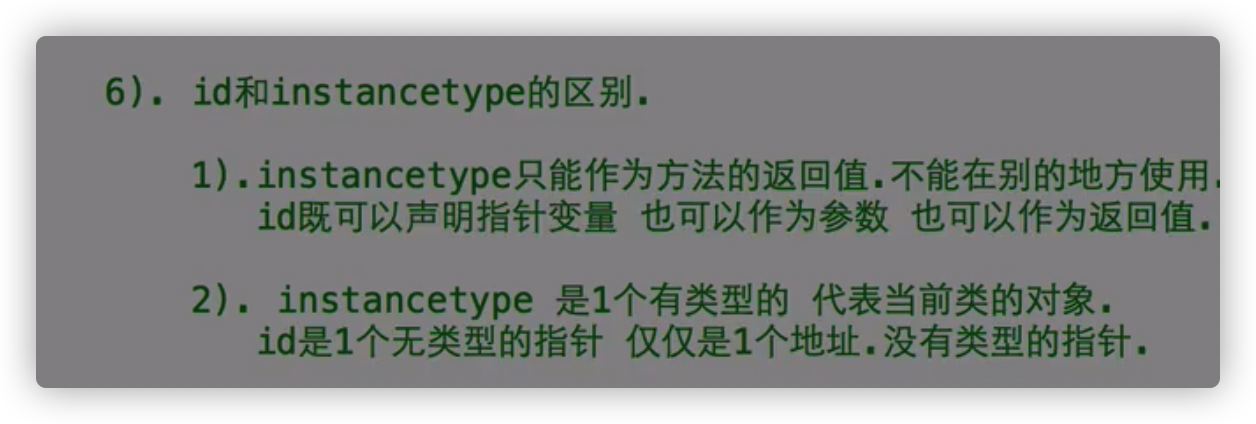 6). id和instancetype的区别.
1).instancetype只能作为方法的返回值.不能在别的地方使用.
id既可以声明指针变量 也可以作为参数 也可以作为返回值.
2). instancetype 是1个有类型的 代表当前类的对象.
id是1个无类型的指针 仅仅是1个地址.没有类型的指针.